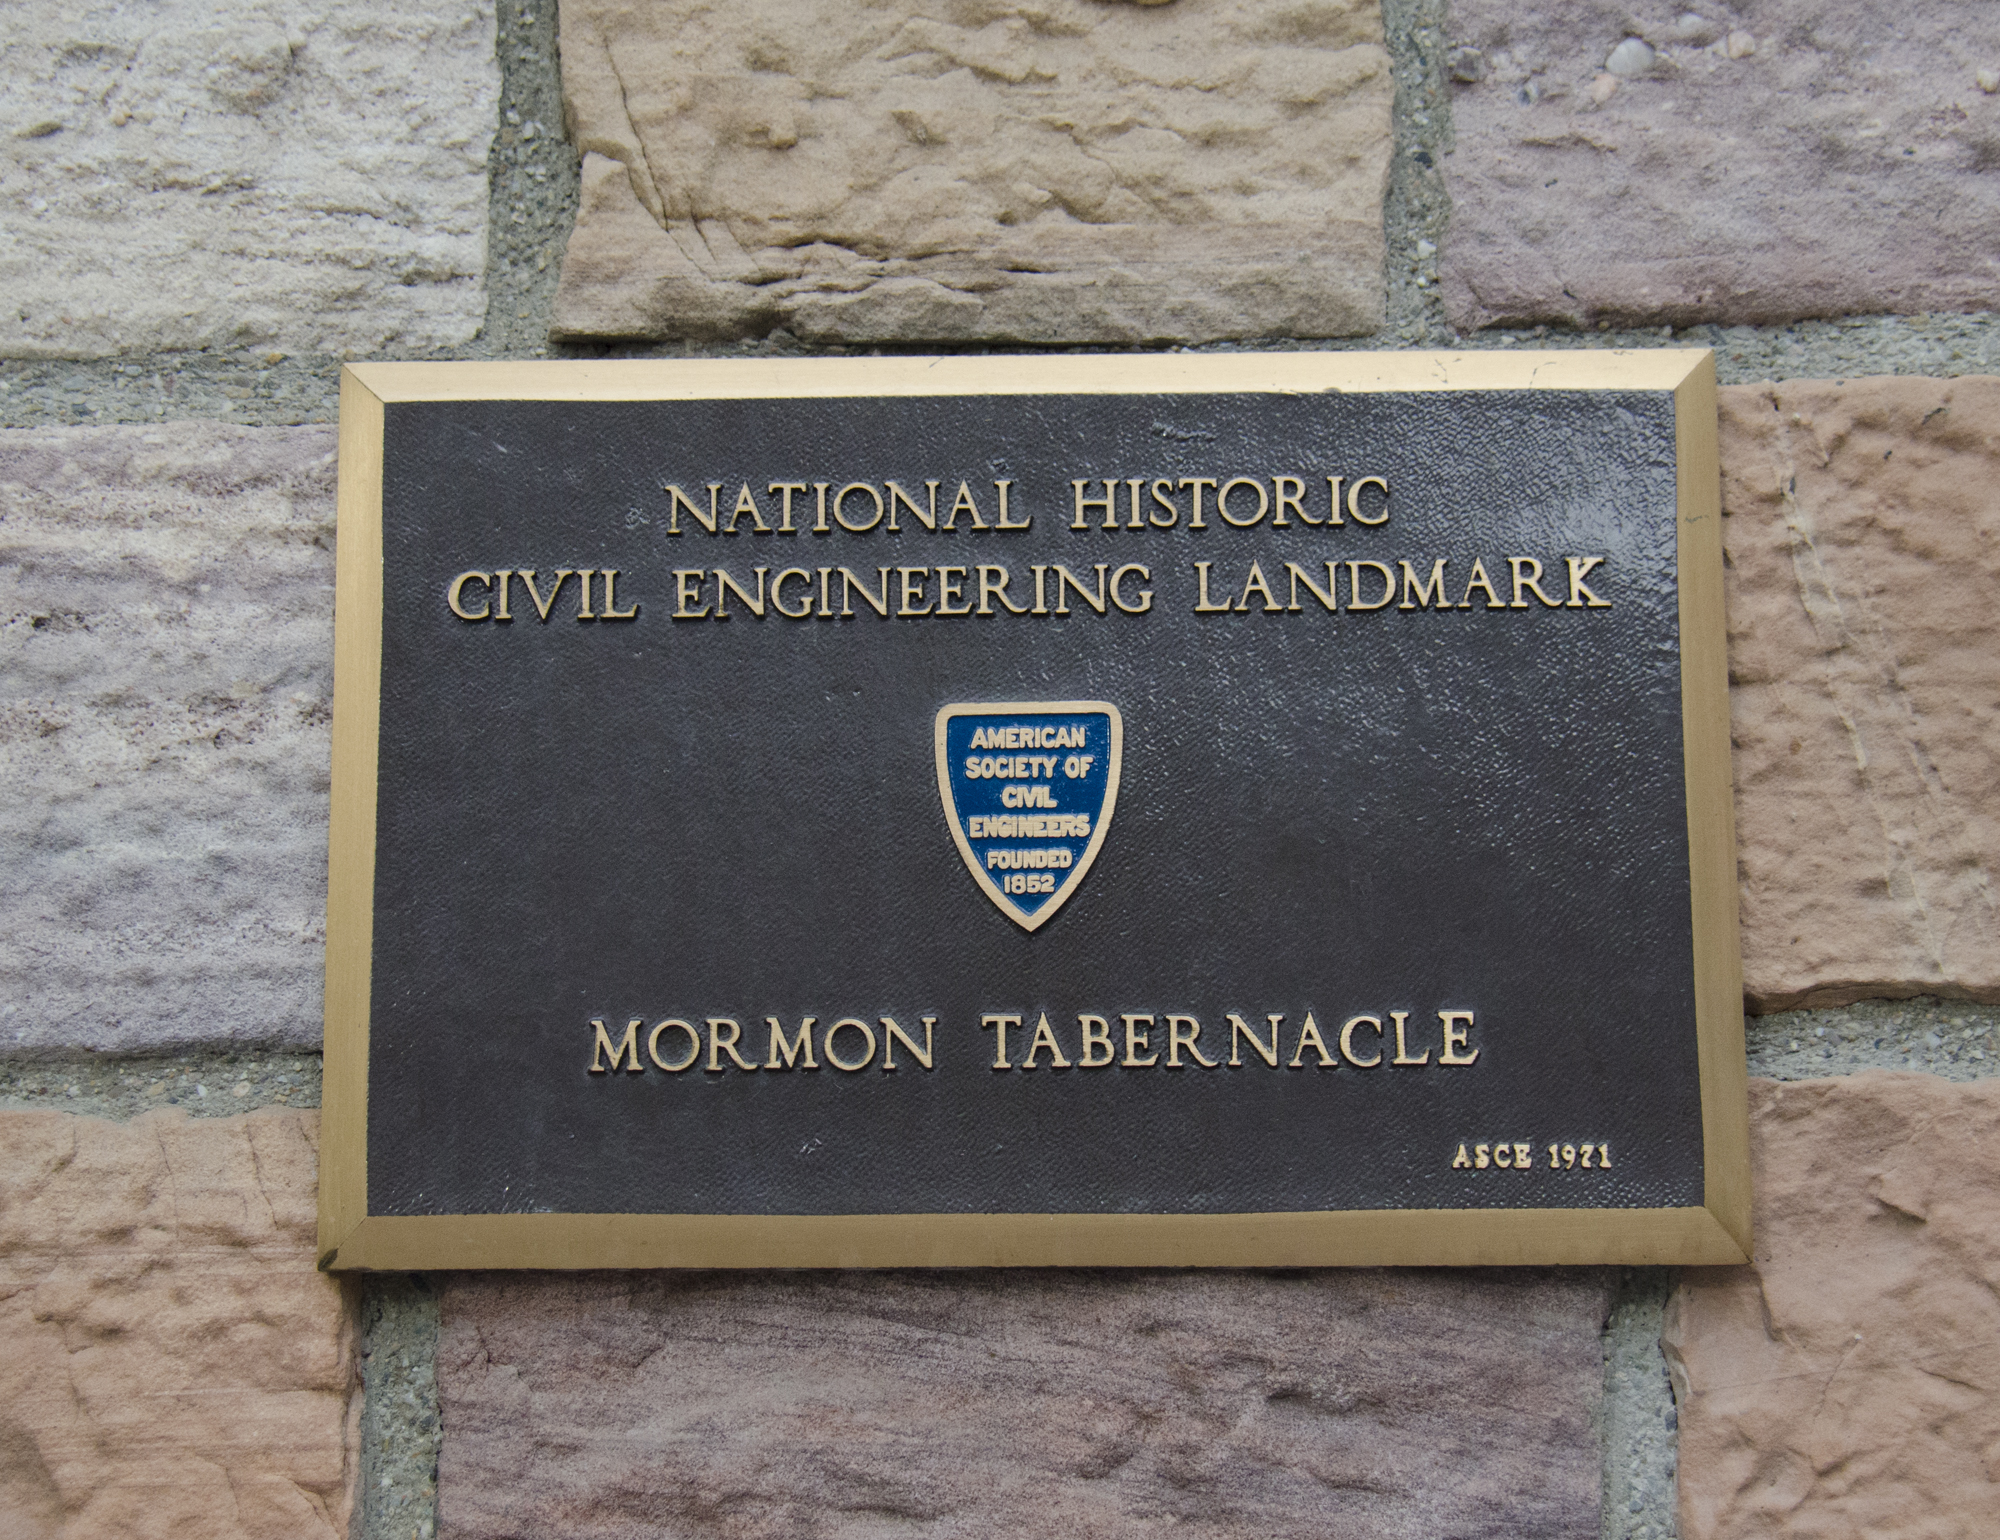 NATIONAL HISTORIC
CIVIL ENGINEERING LANDMARK
AMERICAN
SOCIETY OF
CIVIL
ENGINEERS
FOUNDED
1852
MORMON TABERNACLE
ASCE 1971